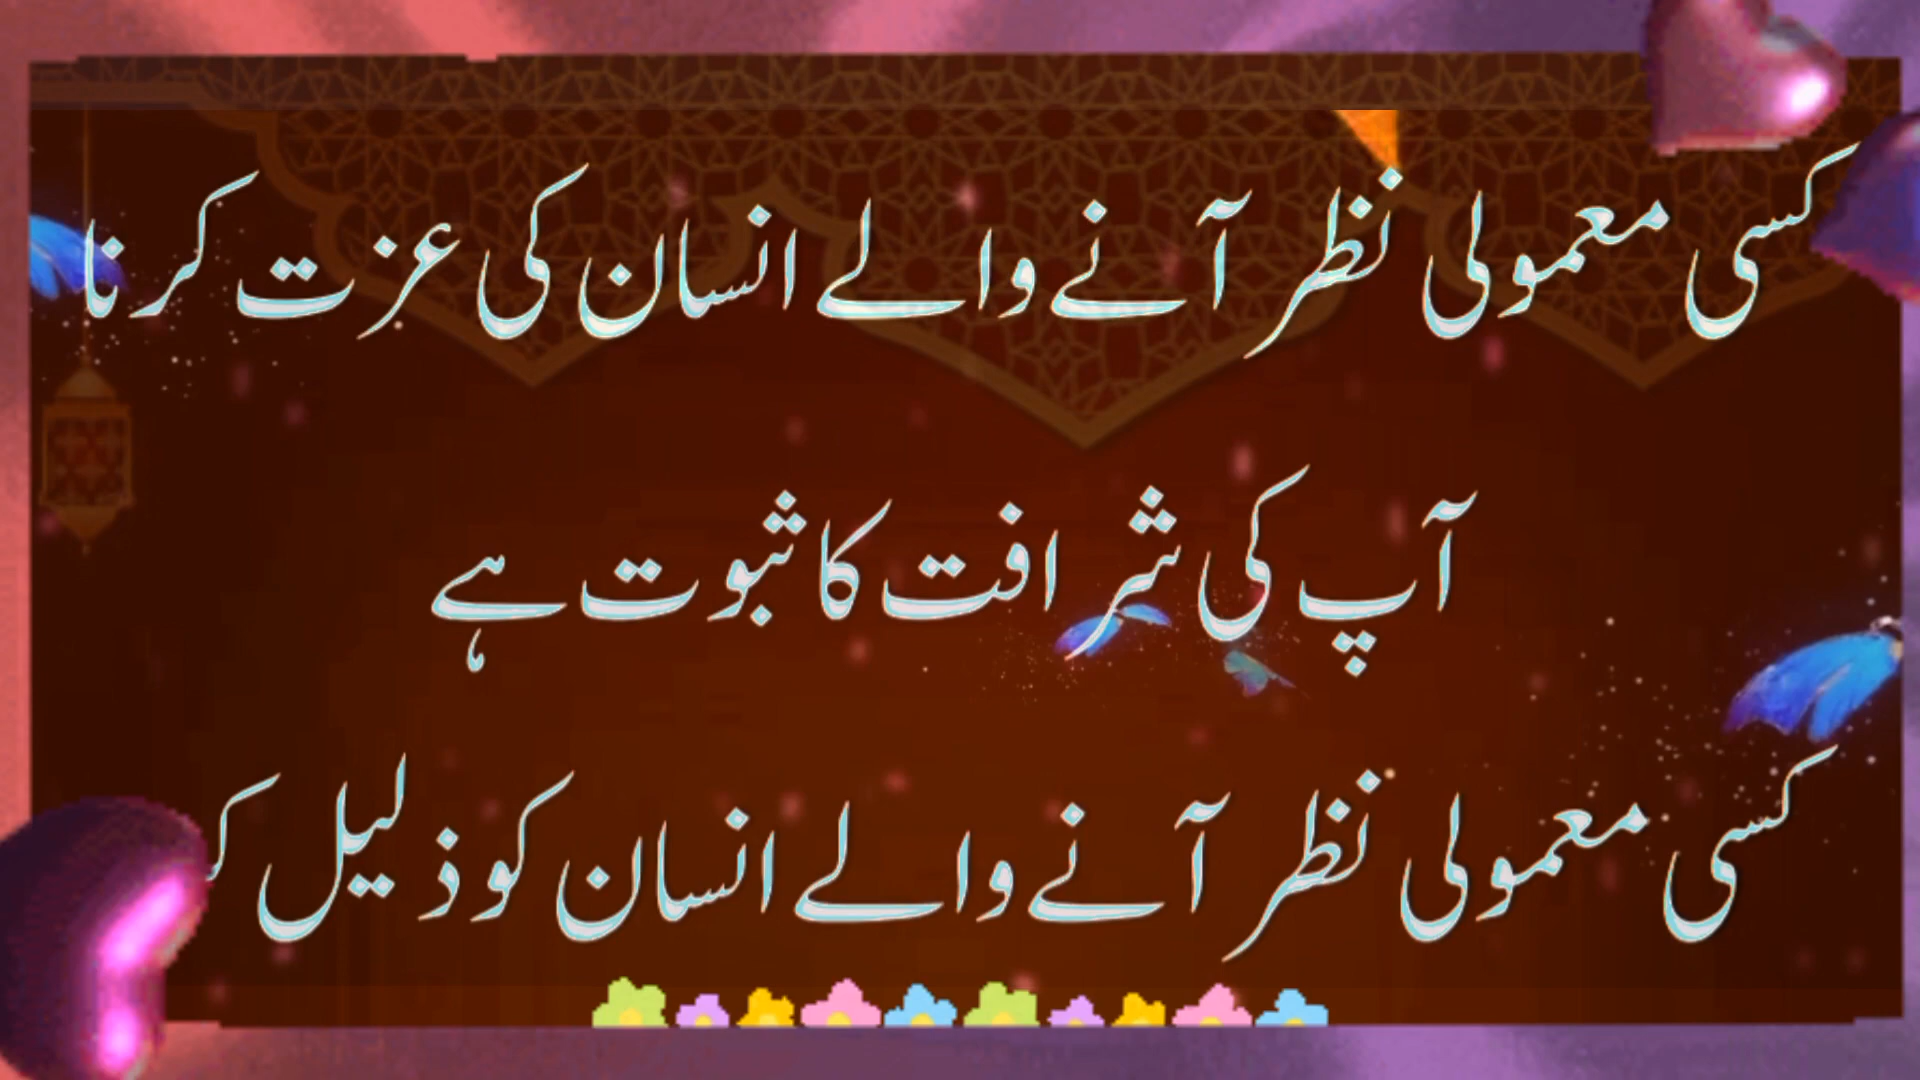 کسی معمولی نظر آنے والے انسان کی عزت کرنا
آپ کی شرافت کا ثبوت ہے
کسی معمولی نظر آنے والے انسان کو ذلیل